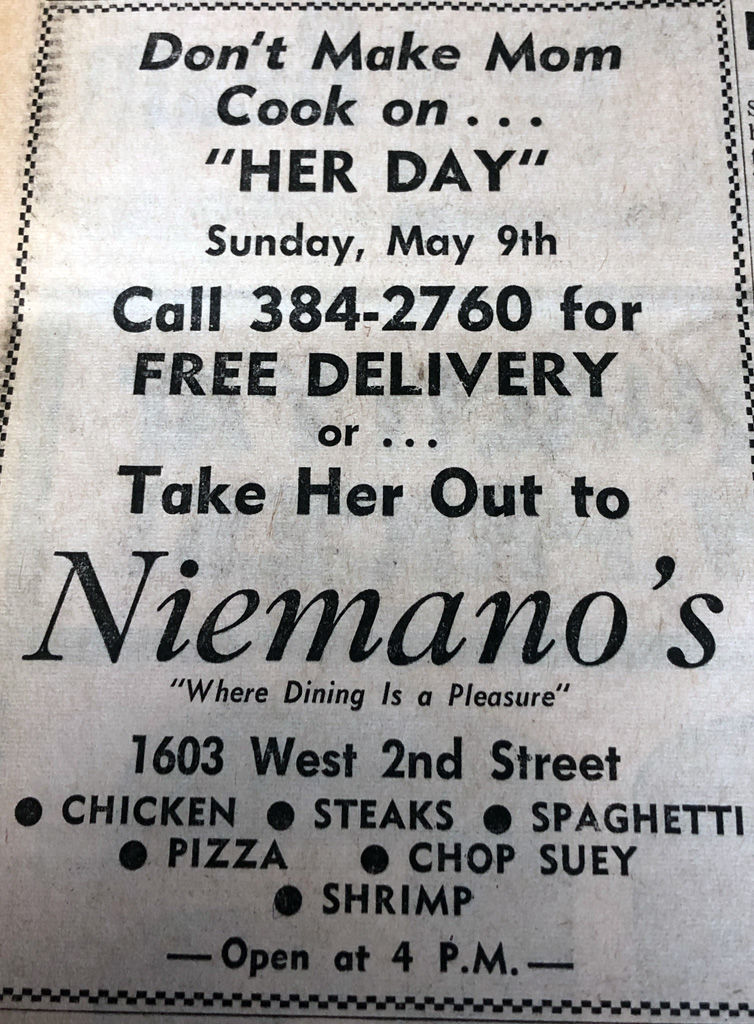 Don't Make Mom
Cook on...
"HER DAY"
Sunday, May 9th
Call 384-2760 for
FREE DELIVERY
or...
Take Her Out to
Niemano's
"Where Dining Is a Pleasure"
1603 West 2nd Street
● CHICKEN ● STEAKS ● SPAGHETTI
● PIZZA ● CHOP SUEY
● SHRIMP
— Open at 4 P.M. —